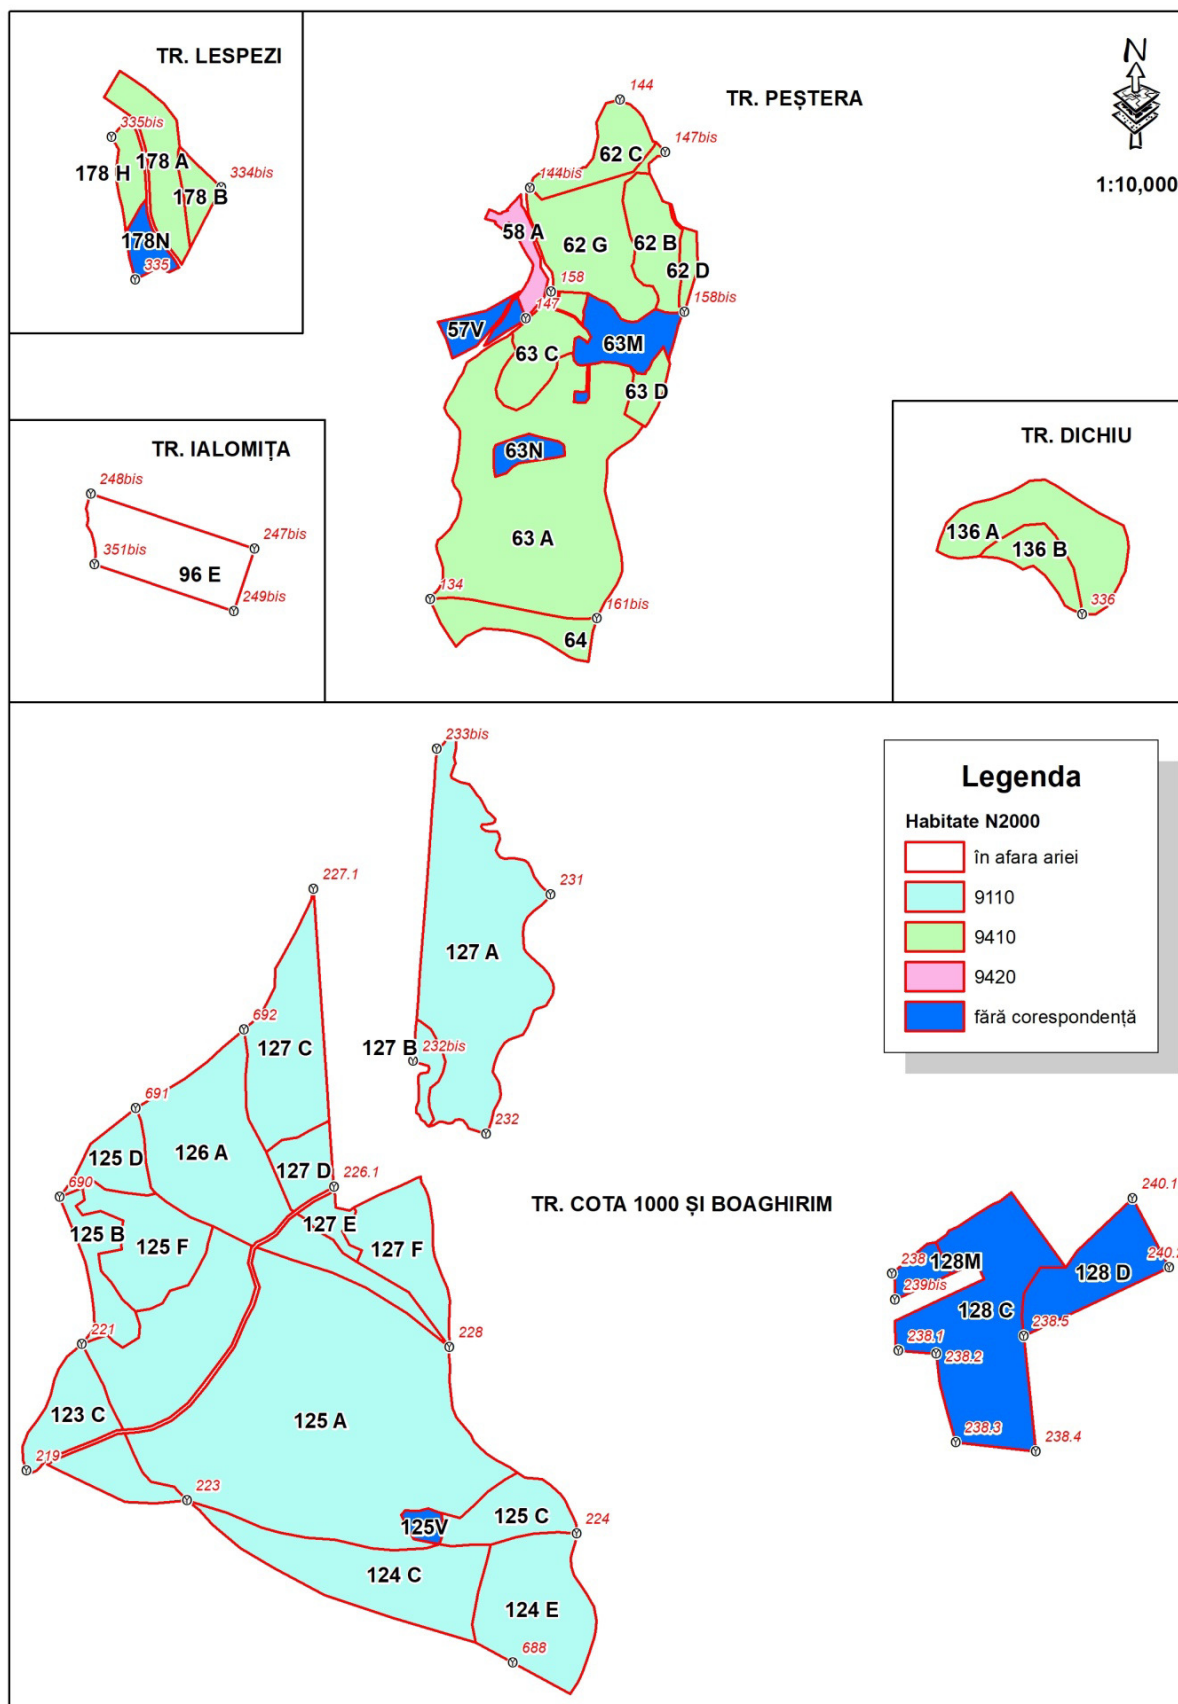 TR. LESPEZI
335bis
178 A
178 H
334bis
178 B
178N
335
TR. PEȘTERA
144
147bis
62 C
144bis
58 A
62 G
62 B
62 D
158
147
158bis
57V
63M
63 C
63 D
63N
63 A
134
161bis
64
N
1:10,000
TR. IALOMIȚA
248bis
247bis
351bis
96 E
249bis
TR. DICHIU
136 A
136 B
336
233bis
231
127 A
127 B
232bis
232
227.1
692
127 C
691
126 A
125 D
127 D
226.1
690
127 E
125 B
125 F
127 F
221
228
123 C
125 A
219
223
125V
125 C
224
124 C
124 E
688
TR. COTA 1000 ȘI BOAGHIRIM
Legenda
Habitate N2000
în afara ariei
9110
9410
9420
fără corespondență
240.1
238
128M
240.2
239bis
128 D
128 C
238.1
238.2
238.5
238.3
238.4